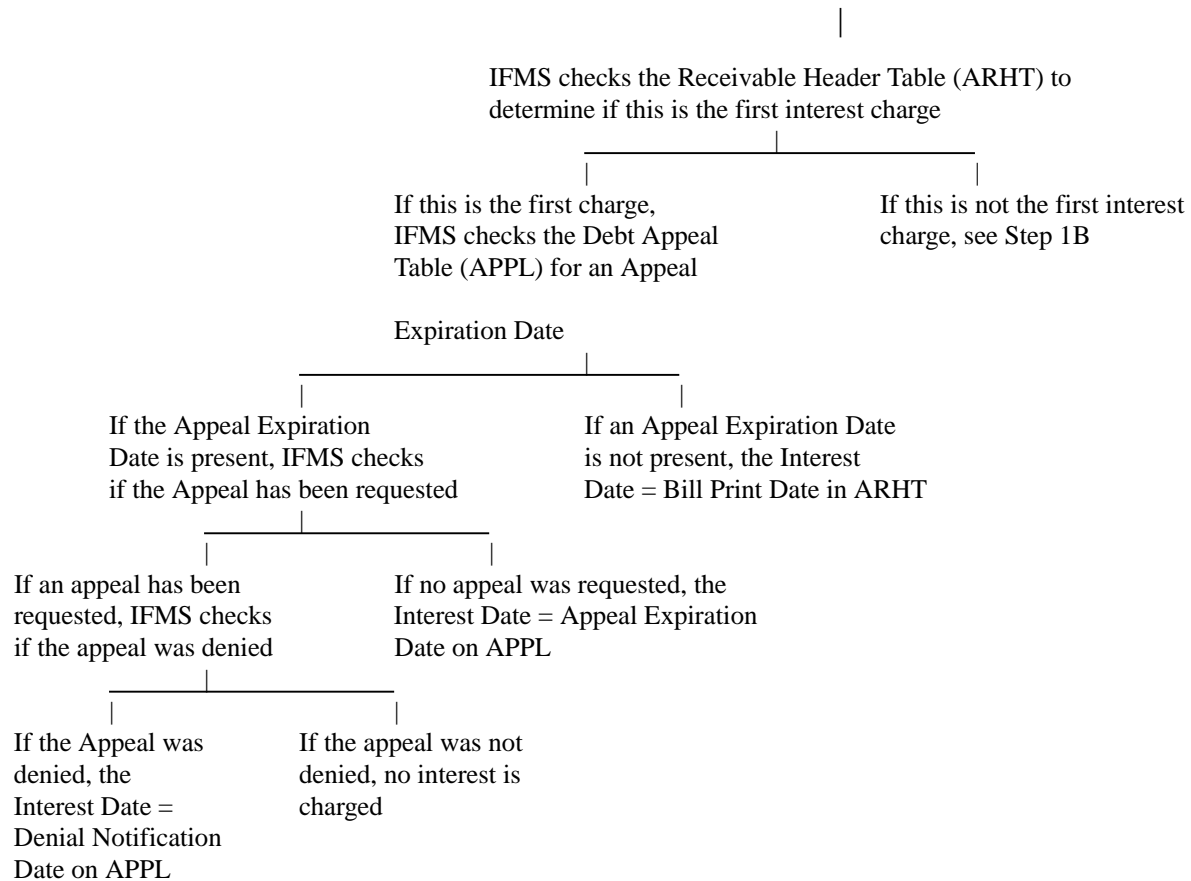 IFMS checks the Receivable Header Table (ARHT) to
determine if this is the first interest charge
If this is the first charge,
IFMS checks the Debt Appeal
Table (APPL) for an Appeal
Expiration Date
If this is not the first interest
charge, see Step 1B
If the Appeal Expiration
Date is present, IFMS checks
if the Appeal has been requested
If an Appeal Expiration Date
is not present, the Interest
Date = Bill Print Date in ARHT
If an appeal has been
requested, IFMS checks
if the appeal was denied
If no appeal was requested, the
Interest Date = Appeal Expiration
Date on APPL
If the Appeal was
denied, the
Interest Date =
Denial Notification
Date on APPL
If the appeal was not
denied, no interest is
charged